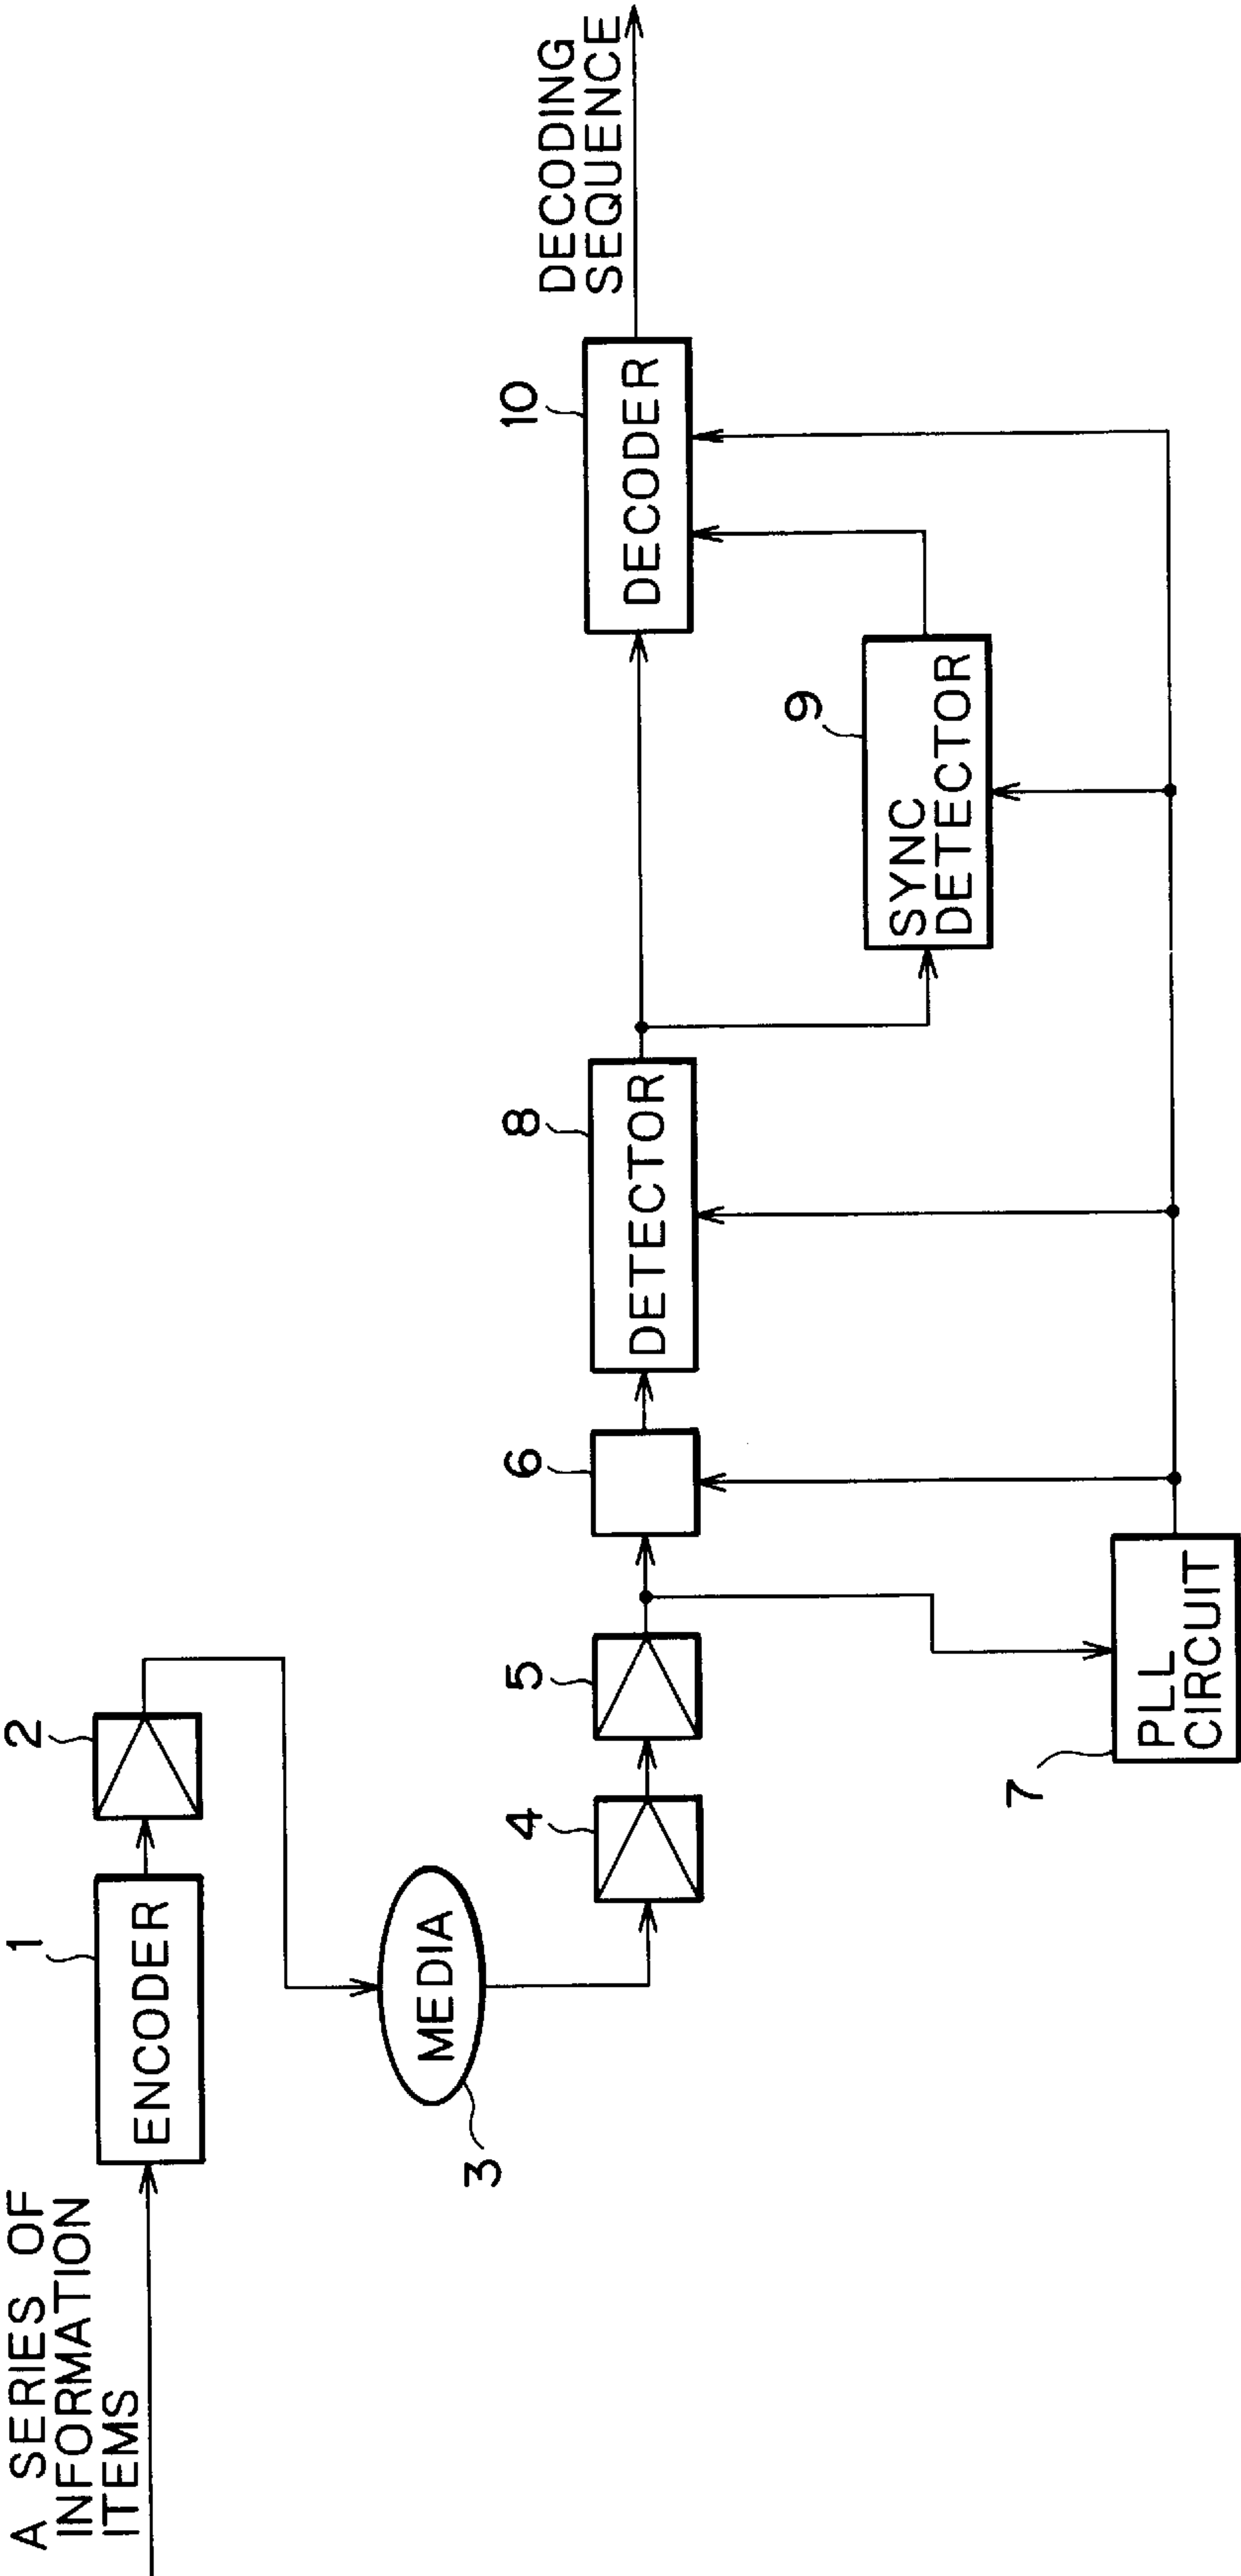 A SERIES OF
INFORMATION
ITEMS
1
ENCODER
2
3
MEDIA
4
5
6
7
PLL
CIRCUIT
8
DETECTOR
9
SYNC
DETECTOR
10
DECODER
DECODING
SEQUENCE